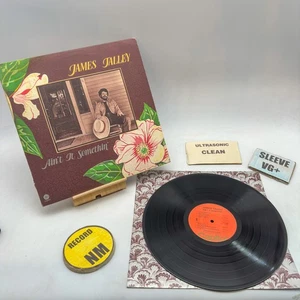 JAMES TALLEY
Ain't It Somethin'
ULTRASONIC
CLEAN
SLEEVE
VG+
RECORD
NM